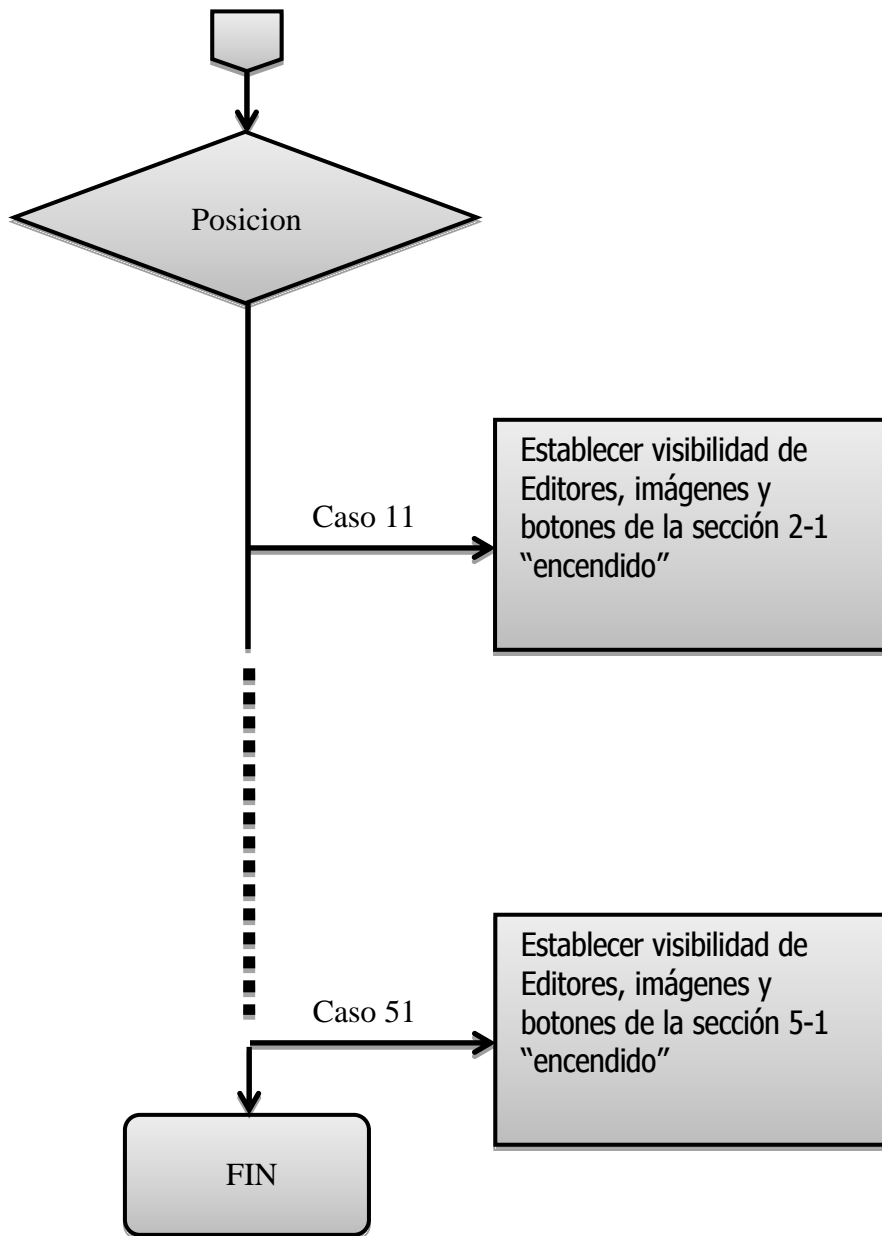 Posicion
Establecer visibilidad de
Editores, imágenes y
botones de la sección 2-1
“encendido”
Caso 11
Establecer visibilidad de
Editores, imágenes y
botones de la sección 5-1
“encendido”
Caso 51
FIN